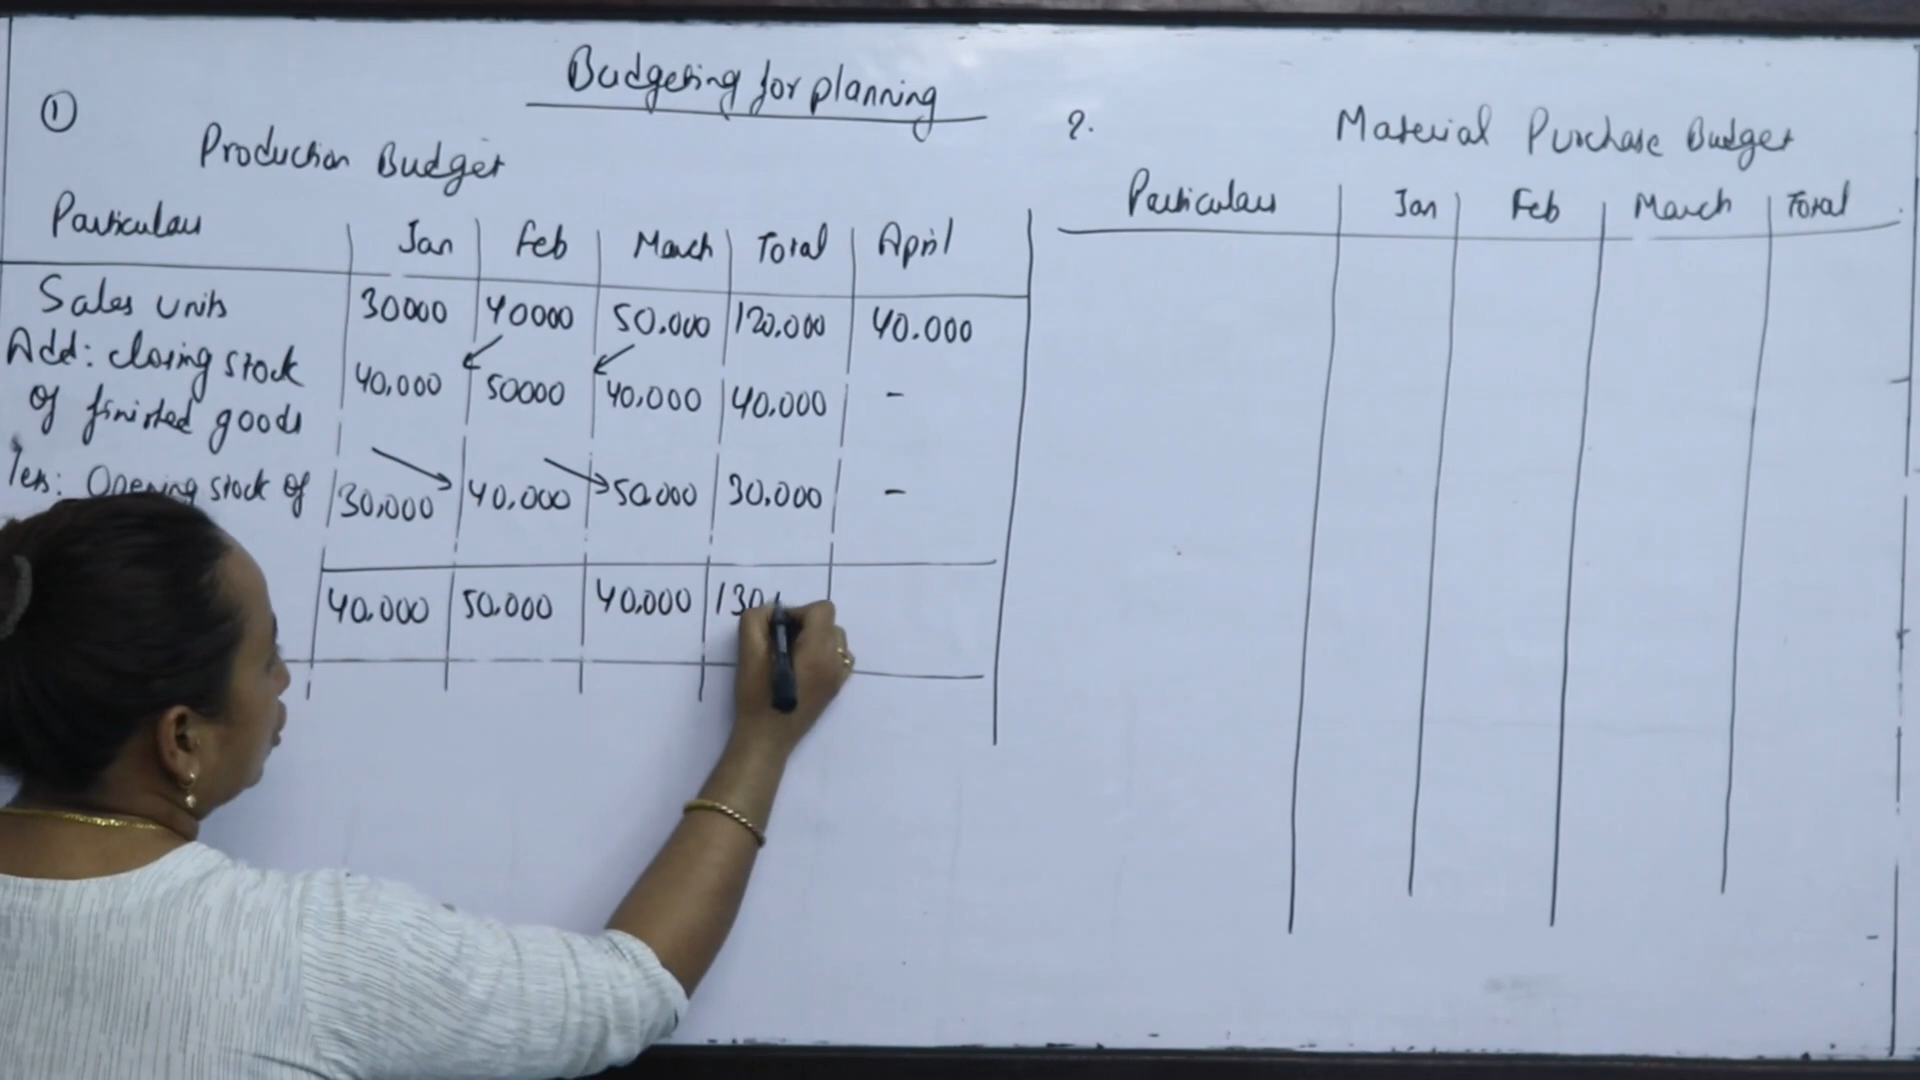 Budgeting for planning
①
Production Budget
Particulars Jan Feb March Total April
Sales units 30000 40000 50.000 120.000 40.000
Add: closing stock
of finished goods 40,000 50000 40,000 40.000 -
less: Opening stock of 30,000 40,000 50.000 30.000 -
40.000 50.000 40,000 130
2.
Material Purchase Budget
Particulars Jan Feb March Total